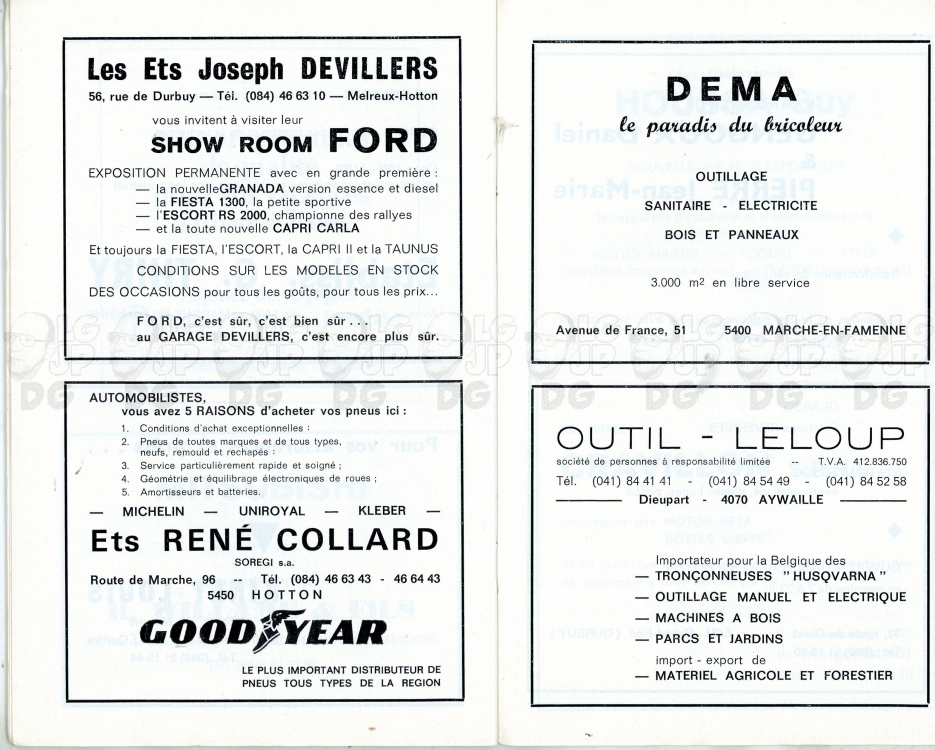 Les Ets Joseph DEVILLERS
56, rue de Durbuy — Tél. (084) 46 63 10 — Melreux-Hotton
vous invitent à visiter leur
SHOW ROOM FORD
EXPOSITION PERMANENTE avec en grande première :
— la nouvelleGRANADA version essence et diesel
— la FIESTA 1300, la petite sportive
— l'ESCORT RS 2000, championne des rallyes
— et la toute nouvelle CAPRI CARLA
Et toujours la FIESTA, l'ESCORT, la CAPRI II et la TAUNUS
CONDITIONS SUR LES MODELES EN STOCK
DES OCCASIONS pour tous les goûts, pour tous les prix...
FORD, c'est sûr, c'est bien sûr ...
au GARAGE DEVILLERS, c'est encore plus sûr.
AUTOMOBILISTES,
vous avez 5 RAISONS d'acheter vos pneus ici :
1. Conditions d'achat exceptionnelles :
2. Pneus de toutes marques et de tous types,
neufs, remould et rechapés :
3. Service particulièrement rapide et soigné ;
4. Géométrie et équilibrage électroniques de roues ;
5. Amortisseurs et batteries.
— MICHELIN — UNIROYAL — KLEBER —
Ets RENÉ COLLARD
SOREGI s.a.
Route de Marche, 96 -- Tél. (084) 46 63 43 - 46 64 43
5450 HOTTON
GOODYEAR
LE PLUS IMPORTANT DISTRIBUTEUR DE
PNEUS TOUS TYPES DE LA REGION
DEMA
le paradis du bricoleur
OUTILLAGE
SANITAIRE - ELECTRICITE
BOIS ET PANNEAUX
3.000 m2 en libre service
Avenue de France, 51 5400 MARCHE-EN-FAMENNE
OUTIL - LELOUP
société de personnes à responsabilité limitée -- T.V.A. 412.836.750
Tél. (041) 84 41 41 - (041) 84 54 49 - (041) 84 52 58
Dieupart - 4070 AYWAILLE
Importateur pour la Belgique des
— TRONÇONNEUSES " HUSQVARNA "
— OUTILLAGE MANUEL ET ELECTRIQUE
— MACHINES A BOIS
— PARCS ET JARDINS
import - export de
— MATERIEL AGRICOLE ET FORESTIER
LG JP DG